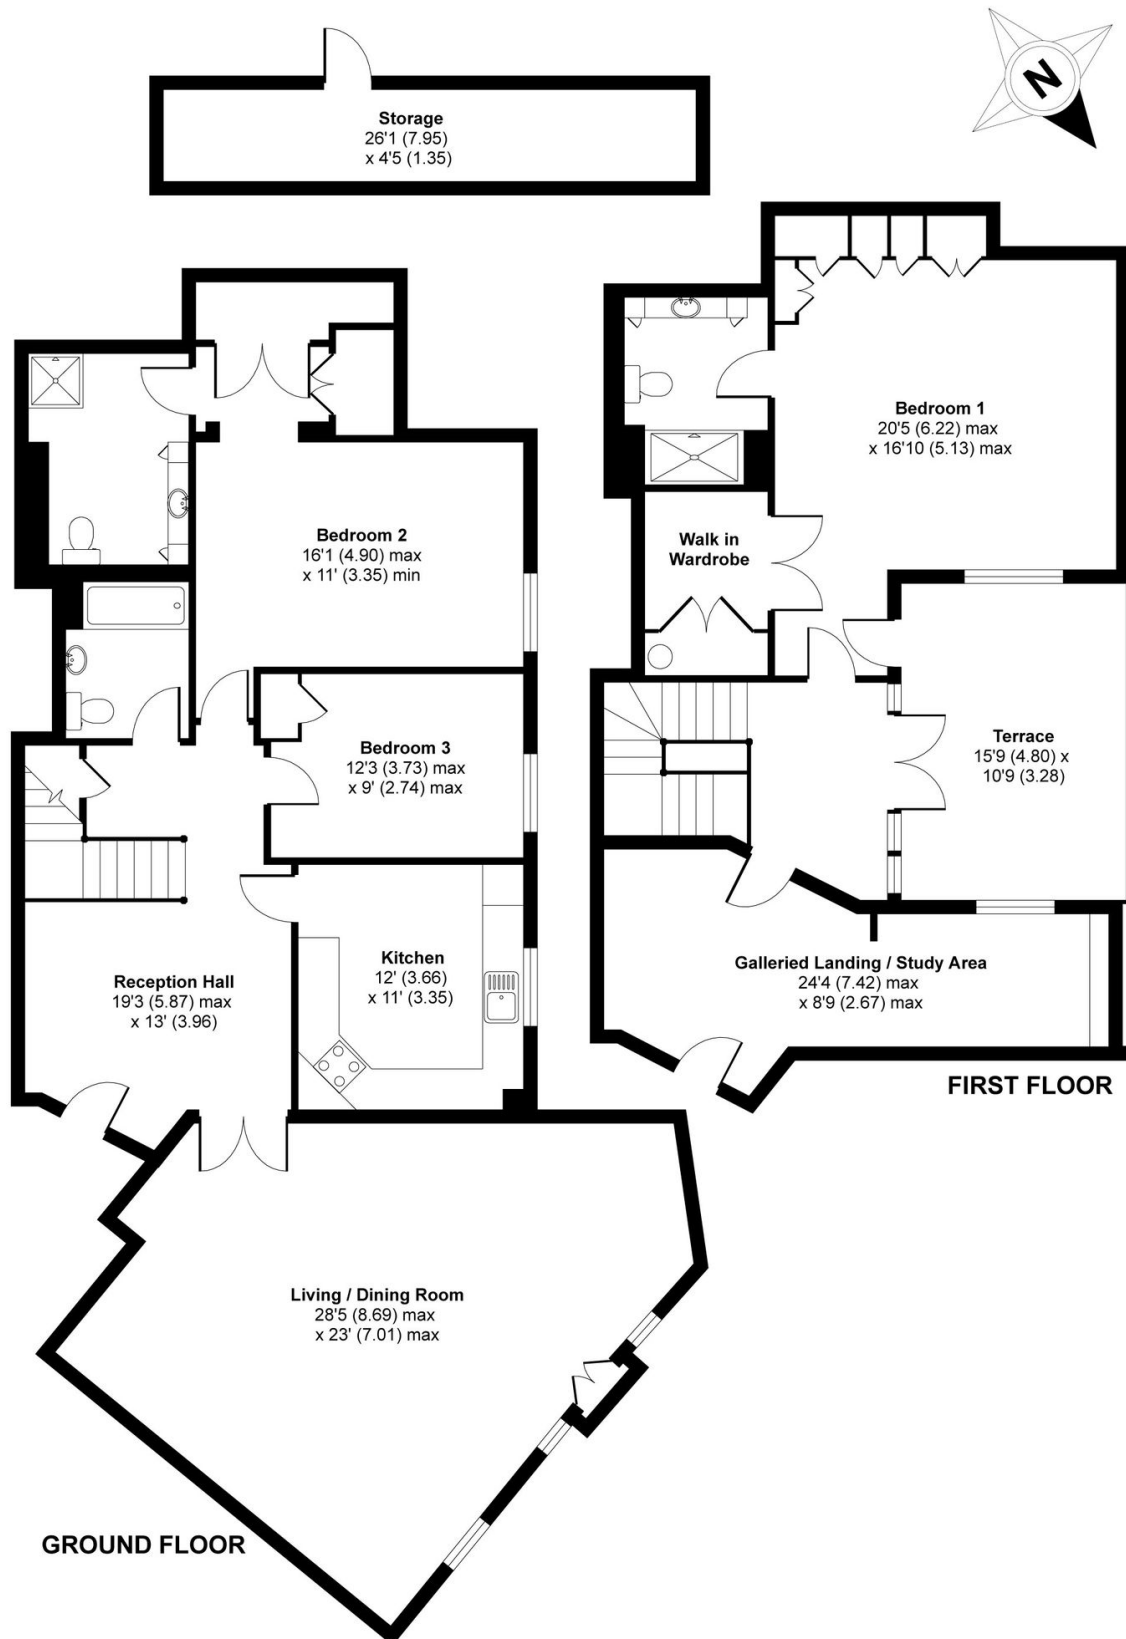 N
Storage
26'1 (7.95)
x 4'5 (1.35)
Bedroom 1
20'5 (6.22) max
x 16'10 (5.13) max
Walk in
Wardrobe
Bedroom 2
16'1 (4.90) max
x 11' (3.35) min
Bedroom 3
12'3 (3.73) max
x 9' (2.74) max
Terrace
15'9 (4.80) x
10'9 (3.28)
Kitchen
12' (3.66)
x 11' (3.35)
Reception Hall
19'3 (5.87) max
x 13' (3.96)
Galleried Landing / Study Area
24'4 (7.42) max
x 8'9 (2.67) max
FIRST FLOOR
Living / Dining Room
28'5 (8.69) max
x 23' (7.01) max
GROUND FLOOR